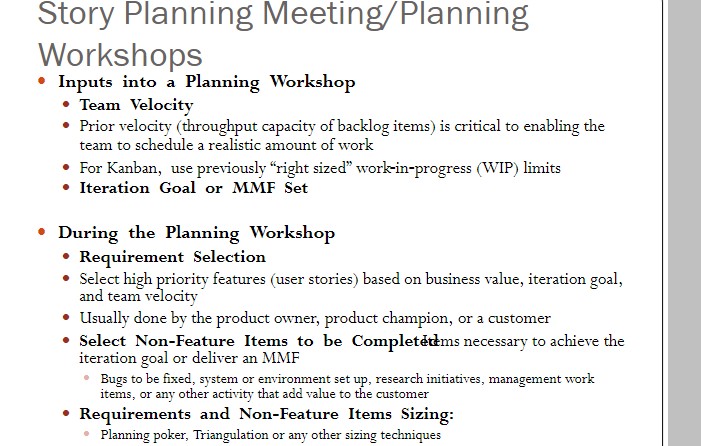 Story Planning Meeting/Planning
Workshops
• Inputs into a Planning Workshop
• Team Velocity
• Prior velocity (throughput capacity of backlog items) is critical to enabling the
team to schedule a realistic amount of work
• For Kanban, use previously “right sized” work-in-progress (WIP) limits
• Iteration Goal or MMF Set
• During the Planning Workshop
• Requirement Selection
• Select high priority features (user stories) based on business value, iteration goal,
and team velocity
• Usually done by the product owner, product champion, or a customer
• Select Non-Feature Items to be Completed Items necessary to achieve the
iteration goal or deliver an MMF
• Bugs to be fixed, system or environment set up, research initiatives, management work
items, or any other activity that add value to the customer
• Requirements and Non-Feature Items Sizing:
• Planning poker, Triangulation or any other sizing techniques